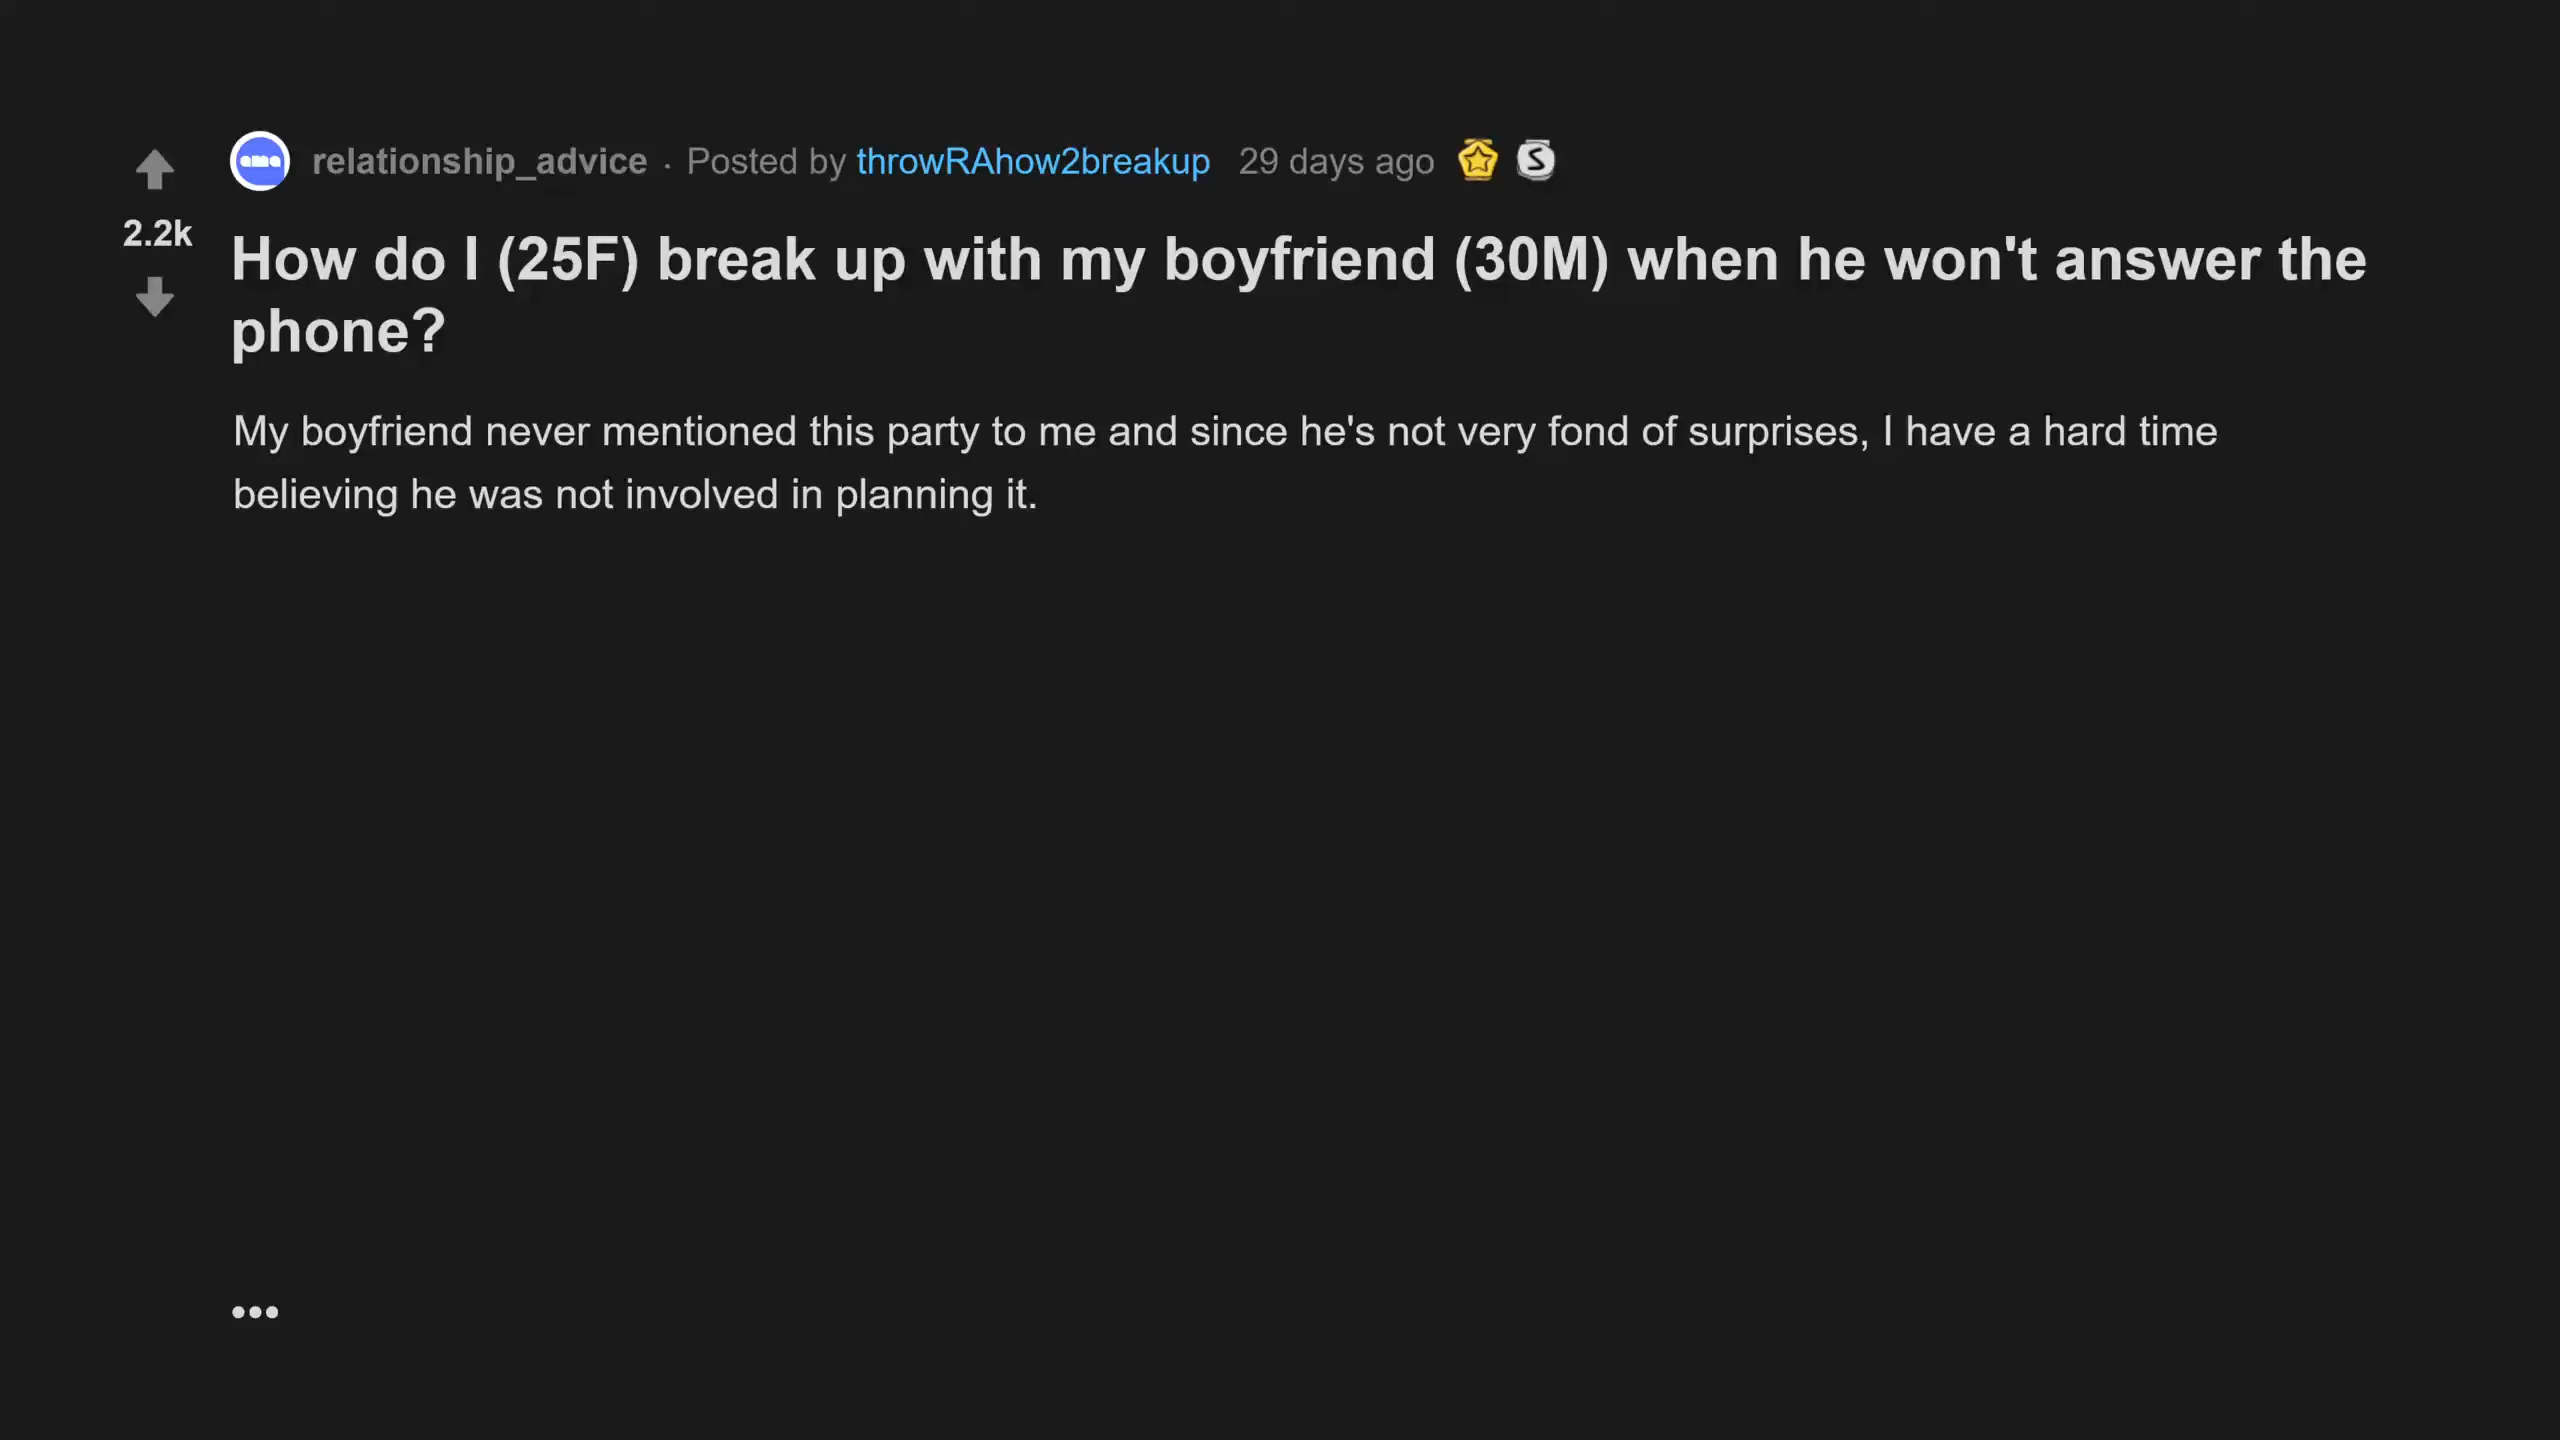 relationship_advice · Posted by throwRAhow2breakup 29 days ago
2.2k
How do I (25F) break up with my boyfriend (30M) when he won't answer the
phone?
My boyfriend never mentioned this party to me and since he's not very fond of surprises, I have a hard time
believing he was not involved in planning it.
•••